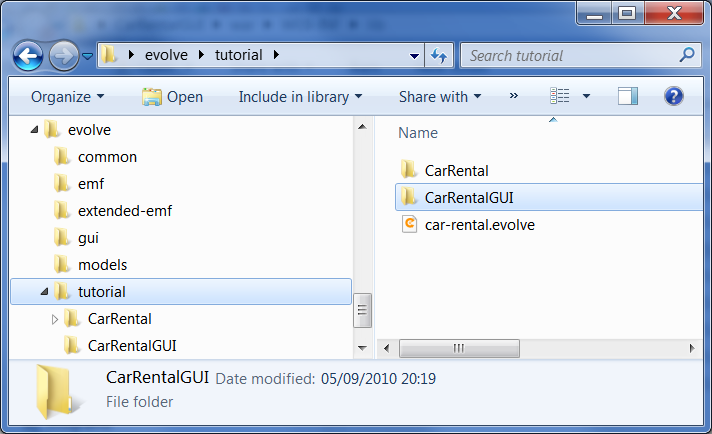 evolve tutorial
Search tutorial
Organize Open Include in library Share with »
evolve
common
emf
extended-emf
gui
models
tutorial
CarRental
CarRentalGUI
Name
CarRental
CarRentalGUI
car-rental.evolve
CarRentalGUI Date modified: 05/09/2010 20:19
File folder